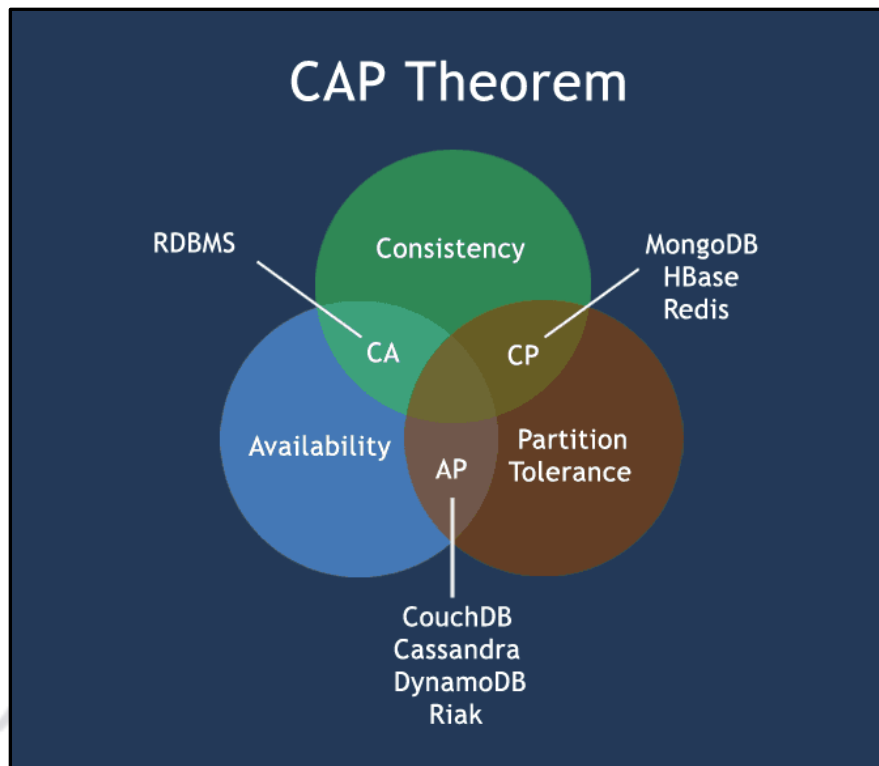 CAP Theorem
RDBMS
Consistency
MongoDB
HBase
Redis
CA
CP
Availability
Partition
Tolerance
AP
CouchDB
Cassandra
DynamoDB
Riak